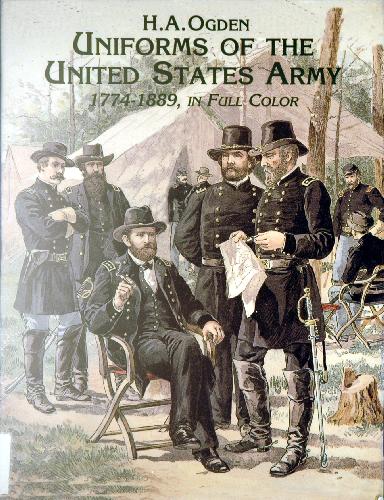 H.A. Ogden
Uniforms of the
United States Army
1774-1889, in Full Color